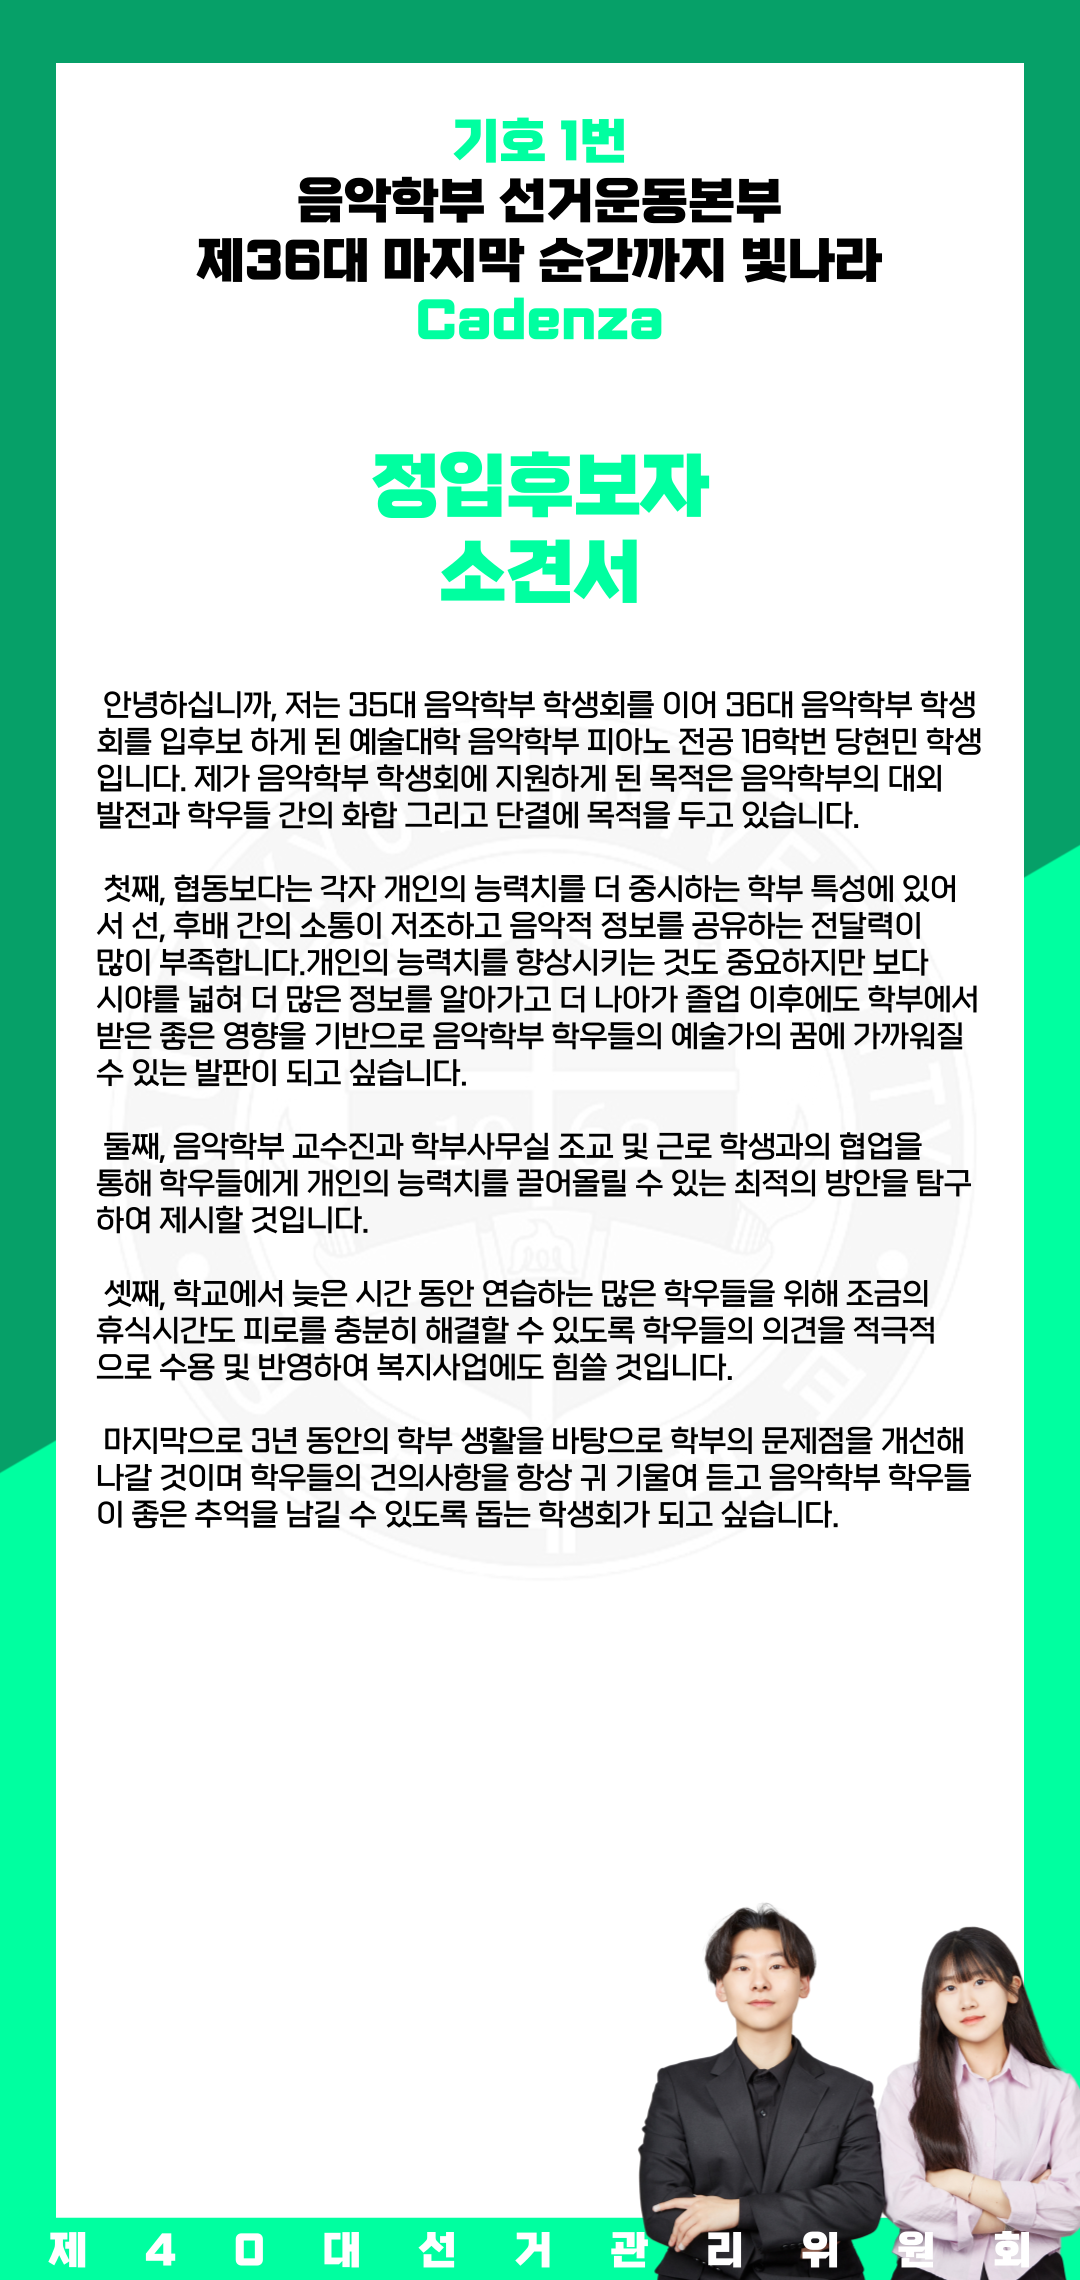 기호 1번
음악학부 선거운동본부
제36대 마지막 순간까지 빛나라
Cadenza
정입후보자
소견서
안녕하십니까, 저는 35대 음악학부 학생회를 이어 36대 음악학부 학생
회를 입후보 하게 된 예술대학 음악학부 피아노 전공 18학번 당현민 학생
입니다. 제가 음악학부 학생회에 지원하게 된 목적은 음악학부의 대외
발전과 학우들 간의 화합 그리고 단결에 목적을 두고 있습니다.
첫째, 협동보다는 각자 개인의 능력치를 더 중시하는 학부 특성에 있어
서 선, 후배 간의 소통이 저조하고 음악적 정보를 공유하는 전달력이
많이 부족합니다.개인의 능력치를 향상시키는 것도 중요하지만 보다
시야를 넓혀 더 많은 정보를 알아가고 더 나아가 졸업 이후에도 학부에서
받은 좋은 영향을 기반으로 음악학부 학우들의 예술가의 꿈에 가까워질
수 있는 발판이 되고 싶습니다.
둘째, 음악학부 교수진과 학부사무실 조교 및 근로 학생과의 협업을
통해 학우들에게 개인의 능력치를 끌어올릴 수 있는 최적의 방안을 탐구
하여 제시할 것입니다.
셋째, 학교에서 늦은 시간 동안 연습하는 많은 학우들을 위해 조금의
휴식시간도 피로를 충분히 해결할 수 있도록 학우들의 의견을 적극적
으로 수용 및 반영하여 복지사업에도 힘쓸 것입니다.
마지막으로 3년 동안의 학부 생활을 바탕으로 학부의 문제점을 개선해
나갈 것이며 학우들의 건의사항을 항상 귀 기울여 듣고 음악학부 학우들
이 좋은 추억을 남길 수 있도록 돕는 학생회가 되고 싶습니다.
제40대선거관리위원회